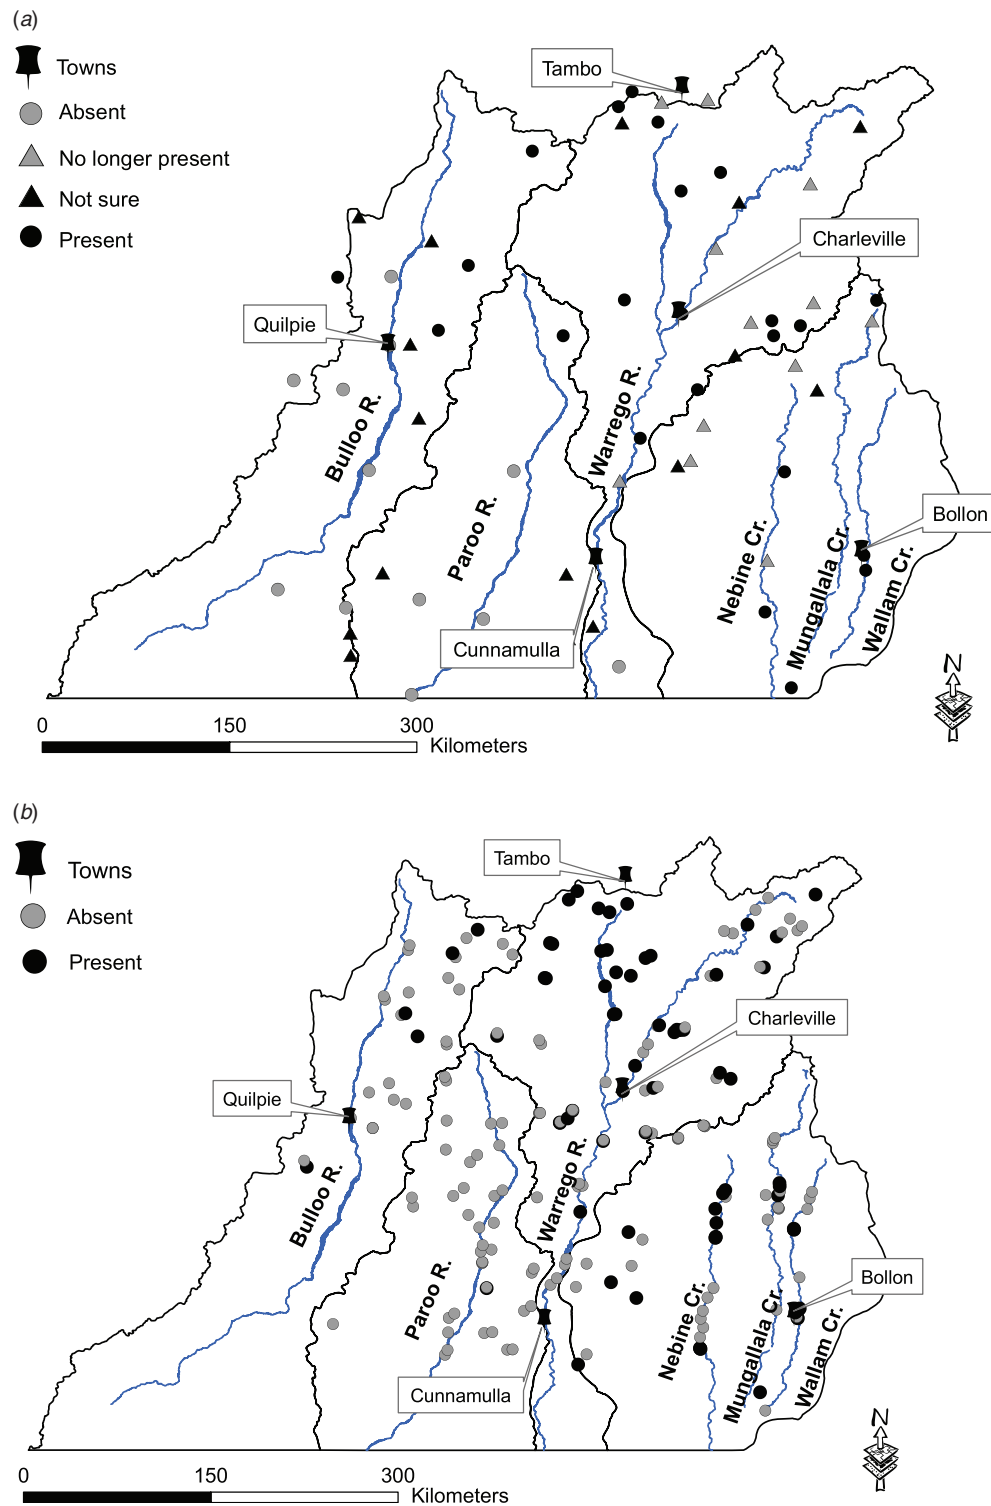 (a)
Towns
Absent
No longer present
Not sure
Present
Tambo
Charleville
Quilpie
Bulloo R.
Paroo R.
Warrego R.
Nebine Cr.
Mungallala Cr.
Wallam Cr.
Bollon
Cunnamulla
N
0 150 300
Kilometers
(b)
Towns
Absent
Present
Tambo
Charleville
Quilpie
Bulloo R.
Paroo R.
Warrego R.
Nebine Cr.
Mungallala Cr.
Wallam Cr.
Bollon
Cunnamulla
N
0 150 300
Kilometers